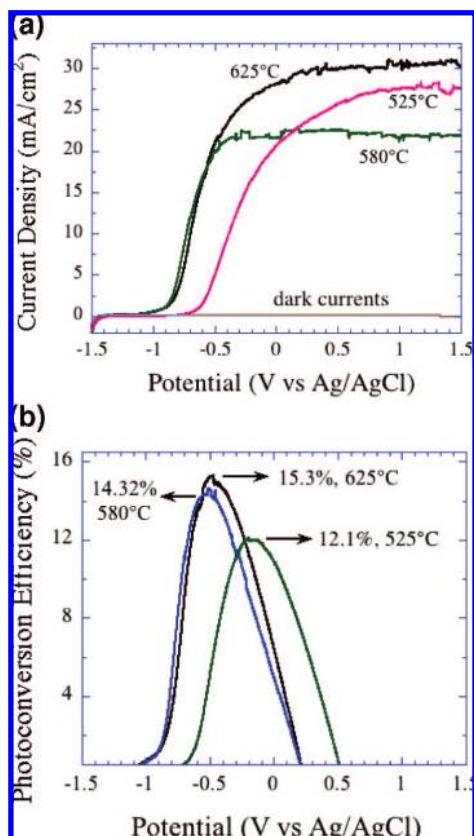 (a)
Current Density (mA/cm²)
35
30
25
20
15
10
5
0
625°C
525°C
580°C
dark currents
-1.5
-1
-0.5
0
0.5
1
1.5
Potential (V vs Ag/AgCl)
(b)
Photoconversion Efficiency (%)
16
12
8
4
14.32%
580°C
15.3%, 625°C
12.1%, 525°C
-1.5
-1
-0.5
0
0.5
1
1.5
Potential (V vs Ag/AgCl)